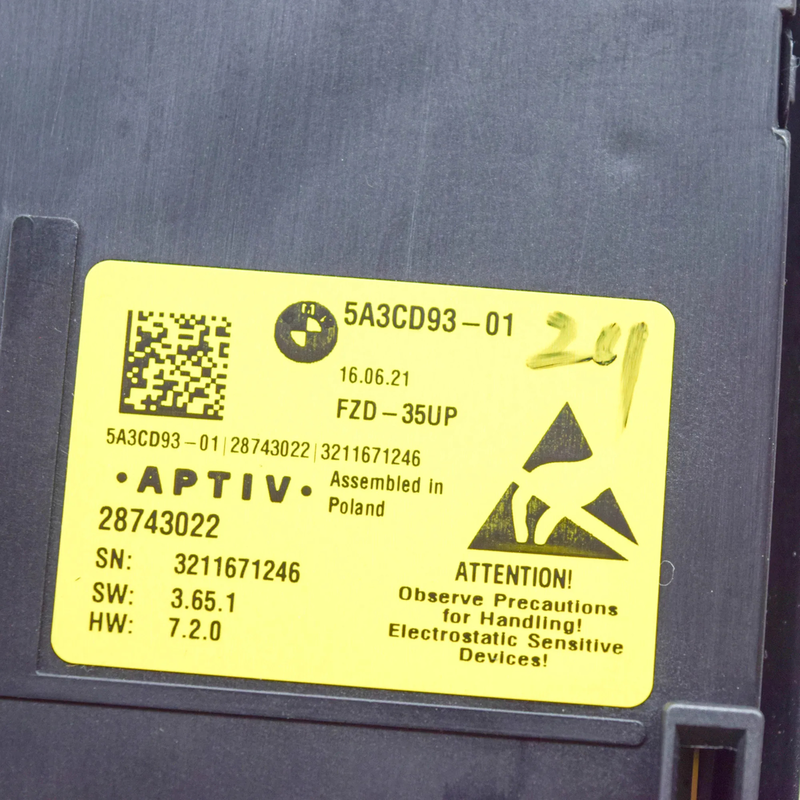 5A3CD93-01
16.06.21
FZD-35UP
5A3CD93-01|28743022|3211671246
·APTIV·
Assembled in
Poland
28743022
SN: 3211671246
SW: 3.65.1
HW: 7.2.0
ATTENTION!
Observe Precautions
for Handling!
Electrostatic Sensitive
Devices!